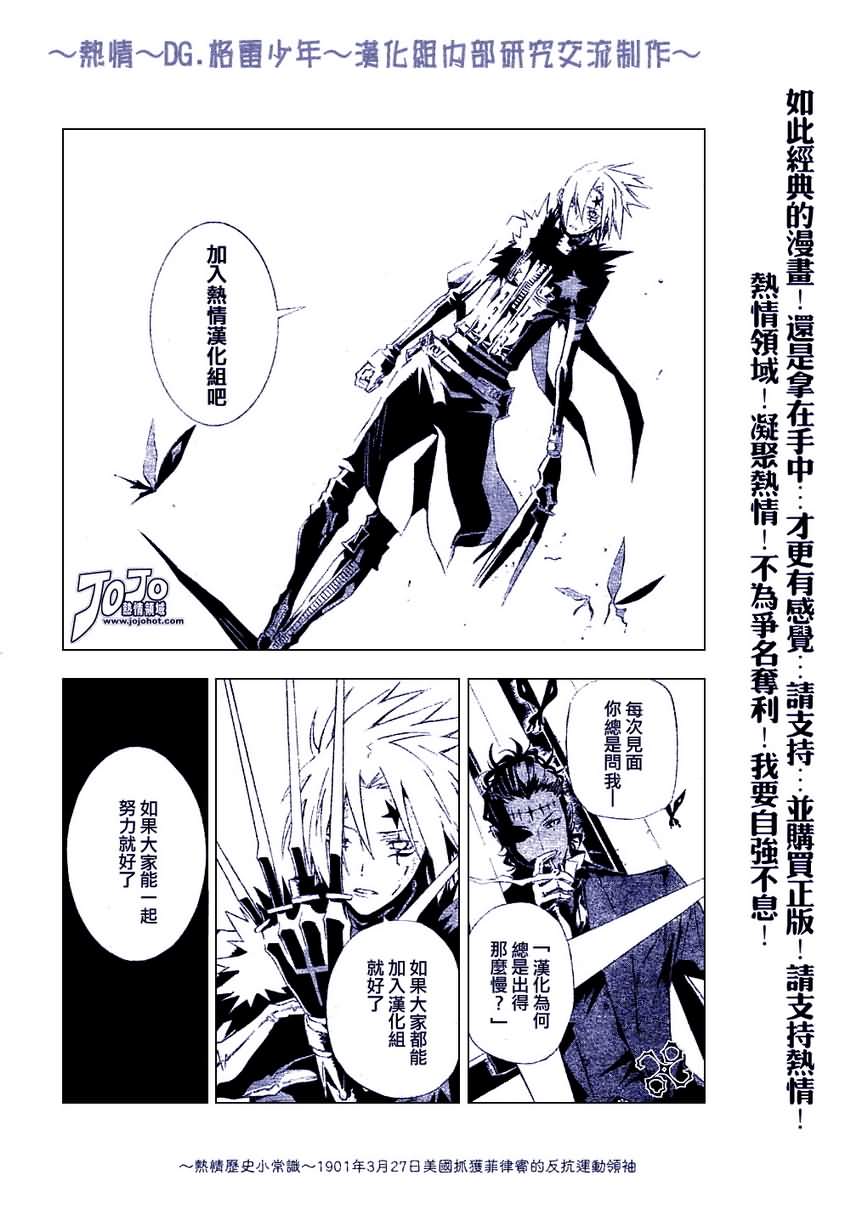 ～熱情～DG.格雷少年～漢化組内部研究交流制作～
如此經典的漫畫！還是拿在手中…才更有感覺…請支持…並購買正版！請支持熱情！
熱情領域！凝聚熱情！不為爭名奪利！我要自強不息！
加入熱情漢化組吧
JOJO
熱情領域
www.jojohot.com
每次見面
你總是問我—
「漢化為何
總是出得
那麼慢？」
如果大家都能
加入漢化組
就好了
如果大家能一起
努力就好了
～熱情歷史小常識～1901年3月27日美國抓獲菲律賓的反抗運動領袖